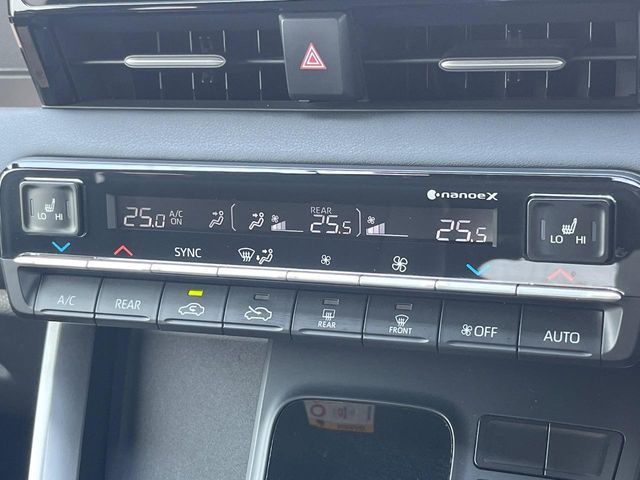 nanoeX
LO HI
25.0 A/C ON REAR 25.5 25.5
LO HI
SYNC
A/C REAR REAR FRONT OFF AUTO